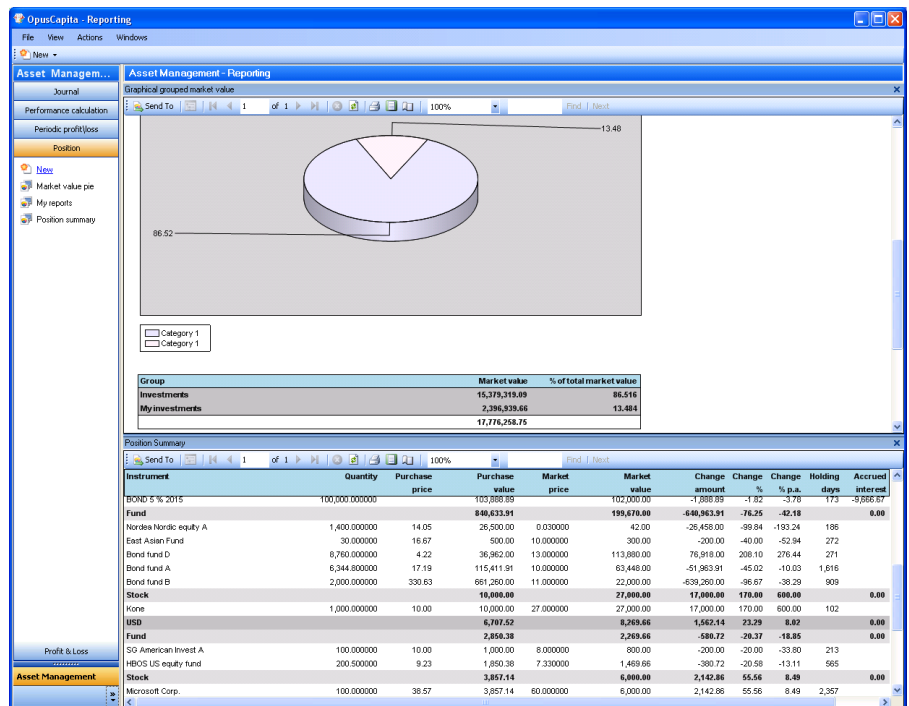 OpusCapita - Reporting
File View Actions Windows
New
Asset Managem...
Journal
Performance calculation
Periodic profit\loss
Position
New
Market value pie
My reports
Position summary
Profit & Loss
Asset Management
»
Asset Management - Reporting
Graphical grouped market value
Send To 1 of 1 100% Find | Next
13.48
86.52
Category 1
Category 1
Group Market value % of total market value
Investments 15,379,319.09 86.516
My investments 2,396,939.66 13.484
17,776,258.75
Position Summary
Send To 1 of 1 100% Find | Next
Instrument Quantity Purchase Purchase Market Market Change Change Change Holding Accrued
price value price value amount % % p.a. days interest
BOND 5 % 2015 100,000.000000 103,888.89 102,000.00 -1,888.89 -1.82 -3.78 173 -9,666.67
Fund 840,633.91 199,670.00 -640,963.91 -76.25 -42.18 0.00
Nordea Nordic equity A 1,400.000000 14.05 26,500.00 0.030000 42.00 -26,458.00 -99.84 -193.24 186
East Asian Fund 30.000000 16.67 500.00 10.000000 300.00 -200.00 -40.00 -52.94 272
Bond fund D 8,760.000000 4.22 36,962.00 13.000000 113,880.00 76,918.00 208.10 276.44 271
Bond fund A 6,344.800000 17.19 115,411.91 10.000000 63,448.00 -51,963.91 -45.02 -10.03 1,616
Bond fund B 2,000.000000 330.63 661,260.00 11.000000 22,000.00 -639,260.00 -96.67 -38.29 909
Stock 10,000.00 27,000.00 17,000.00 170.00 600.00 0.00
Kone 1,000.000000 10.00 10,000.00 27.000000 27,000.00 17,000.00 170.00 600.00 102
USD 6,707.52 8,269.66 1,562.14 23.29 8.02 0.00
Fund 2,850.38 2,269.66 -580.72 -20.37 -18.85 0.00
SG American Invest A 100.000000 10.00 1,000.00 8.000000 800.00 -200.00 -20.00 -33.80 213
HBOS US equity fund 200.500000 9.23 1,850.38 7.330000 1,469.66 -380.72 -20.58 -13.11 565
Stock 3,857.14 6,000.00 2,142.86 55.56 8.49 0.00
Microsoft Corp. 100.000000 38.57 3,857.14 60.000000 6,000.00 2,142.86 55.56 8.49 2,357